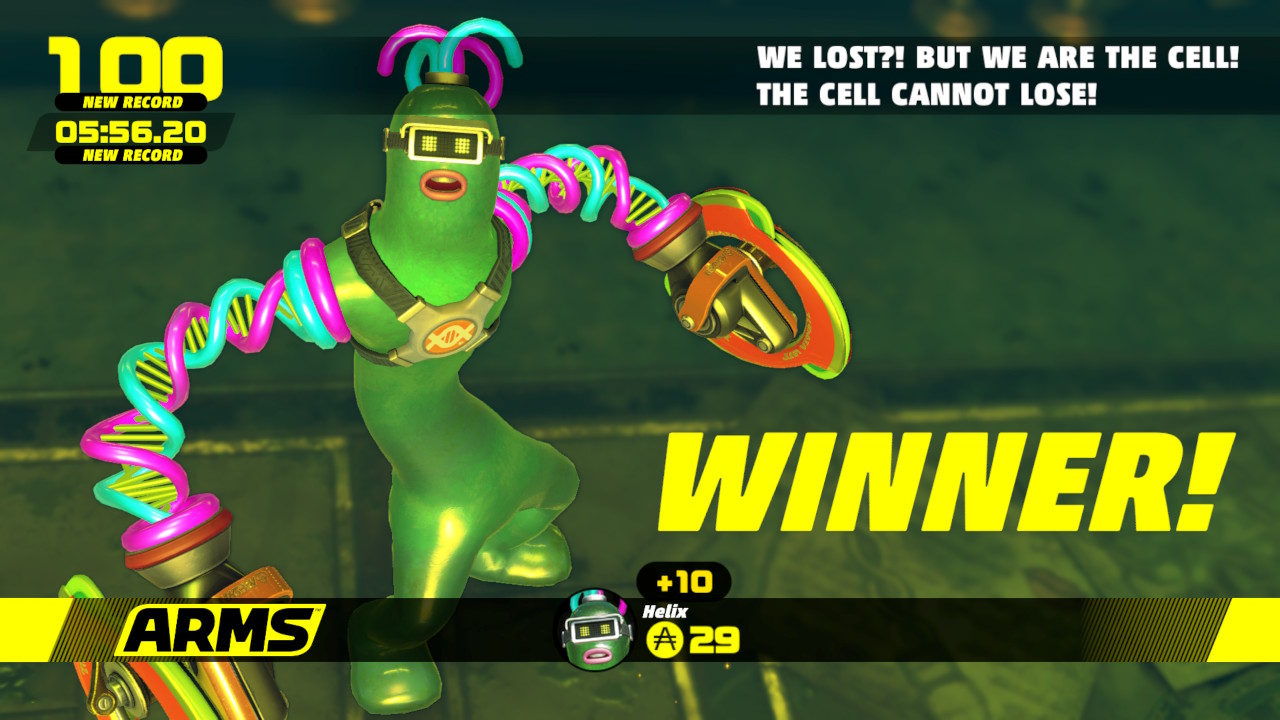 100
NEW RECORD
05:56.20
NEW RECORD
WE LOST?! BUT WE ARE THE CELL!
THE CELL CANNOT LOSE!
WINNER!
+10
Helix
29
ARMS™